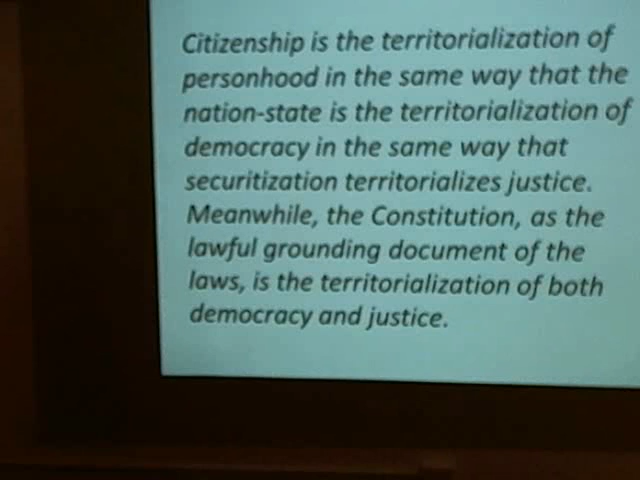 Citizenship is the territorialization of
personhood in the same way that the
nation-state is the territorialization of
democracy in the same way that
securitization territorializes justice.
Meanwhile, the Constitution, as the
lawful grounding document of the
laws, is the territorialization of both
democracy and justice.